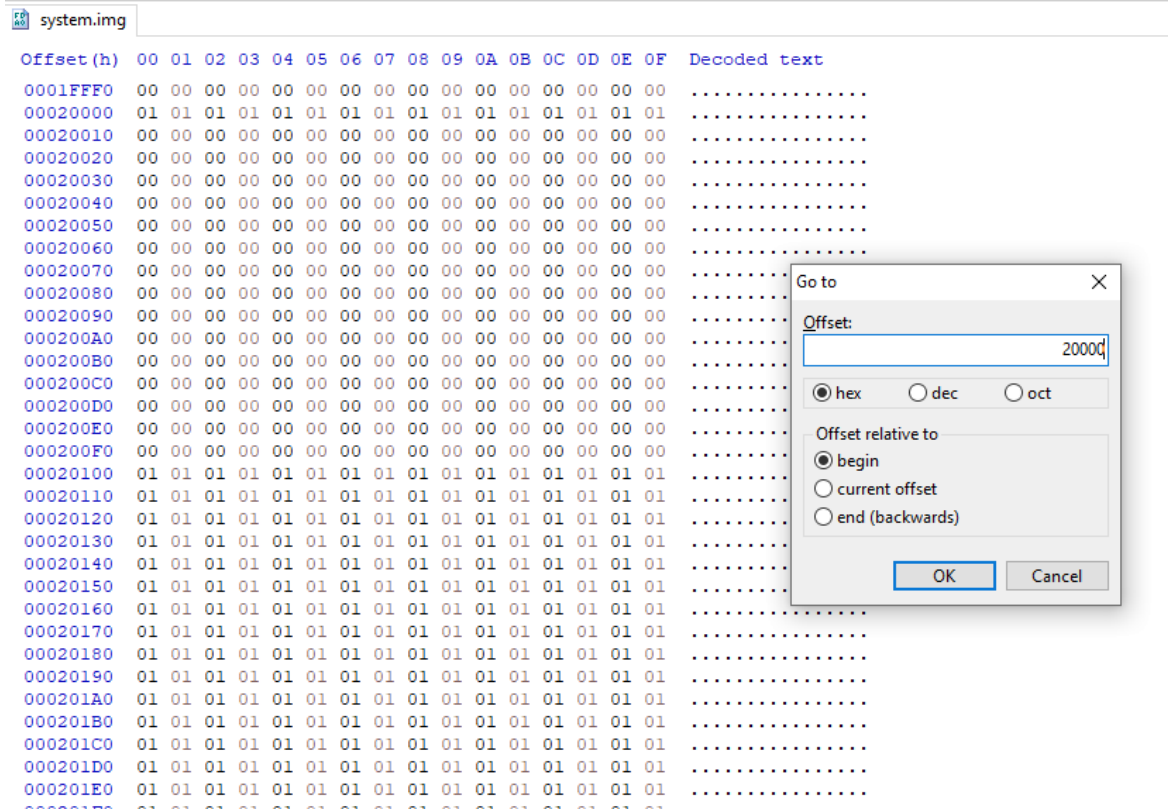 system.img
Offset(h) 00 01 02 03 04 05 06 07 08 09 0A 0B 0C 0D 0E 0F Decoded text
0001FFF0 00 00 00 00 00 00 00 00 00 00 00 00 00 00 00 00 ................
00020000 01 01 01 01 01 01 01 01 01 01 01 01 01 01 01 01 ................
00020010 00 00 00 00 00 00 00 00 00 00 00 00 00 00 00 00 ................
00020020 00 00 00 00 00 00 00 00 00 00 00 00 00 00 00 00 ................
00020030 00 00 00 00 00 00 00 00 00 00 00 00 00 00 00 00 ................
00020040 00 00 00 00 00 00 00 00 00 00 00 00 00 00 00 00 ................
00020050 00 00 00 00 00 00 00 00 00 00 00 00 00 00 00 00 ................
00020060 00 00 00 00 00 00 00 00 00 00 00 00 00 00 00 00 ................
00020070 00 00 00 00 00 00 00 00 00 00 00 00 00 00 00 00 .........
00020080 00 00 00 00 00 00 00 00 00 00 00 00 00 00 00 00 .........
00020090 00 00 00 00 00 00 00 00 00 00 00 00 00 00 00 00 .........
000200A0 00 00 00 00 00 00 00 00 00 00 00 00 00 00 00 00 .........
000200B0 00 00 00 00 00 00 00 00 00 00 00 00 00 00 00 00 .........
000200C0 00 00 00 00 00 00 00 00 00 00 00 00 00 00 00 00 .........
000200D0 00 00 00 00 00 00 00 00 00 00 00 00 00 00 00 00 .........
000200E0 00 00 00 00 00 00 00 00 00 00 00 00 00 00 00 00 .........
000200F0 00 00 00 00 00 00 00 00 00 00 00 00 00 00 00 00 .........
00020100 01 01 01 01 01 01 01 01 01 01 01 01 01 01 01 01 .........
00020110 01 01 01 01 01 01 01 01 01 01 01 01 01 01 01 01 .........
00020120 01 01 01 01 01 01 01 01 01 01 01 01 01 01 01 01 .........
00020130 01 01 01 01 01 01 01 01 01 01 01 01 01 01 01 01 .........
00020140 01 01 01 01 01 01 01 01 01 01 01 01 01 01 01 01 .........
00020150 01 01 01 01 01 01 01 01 01 01 01 01 01 01 01 01 .........
00020160 01 01 01 01 01 01 01 01 01 01 01 01 01 01 01 01 ................
00020170 01 01 01 01 01 01 01 01 01 01 01 01 01 01 01 01 ................
00020180 01 01 01 01 01 01 01 01 01 01 01 01 01 01 01 01 ................
00020190 01 01 01 01 01 01 01 01 01 01 01 01 01 01 01 01 ................
000201A0 01 01 01 01 01 01 01 01 01 01 01 01 01 01 01 01 ................
000201B0 01 01 01 01 01 01 01 01 01 01 01 01 01 01 01 01 ................
000201C0 01 01 01 01 01 01 01 01 01 01 01 01 01 01 01 01 ................
000201D0 01 01 01 01 01 01 01 01 01 01 01 01 01 01 01 01 ................
000201E0 01 01 01 01 01 01 01 01 01 01 01 01 01 01 01 01 ................
Go to
Offset:
20000
hex dec oct
Offset relative to
begin
current offset
end (backwards)
OK Cancel